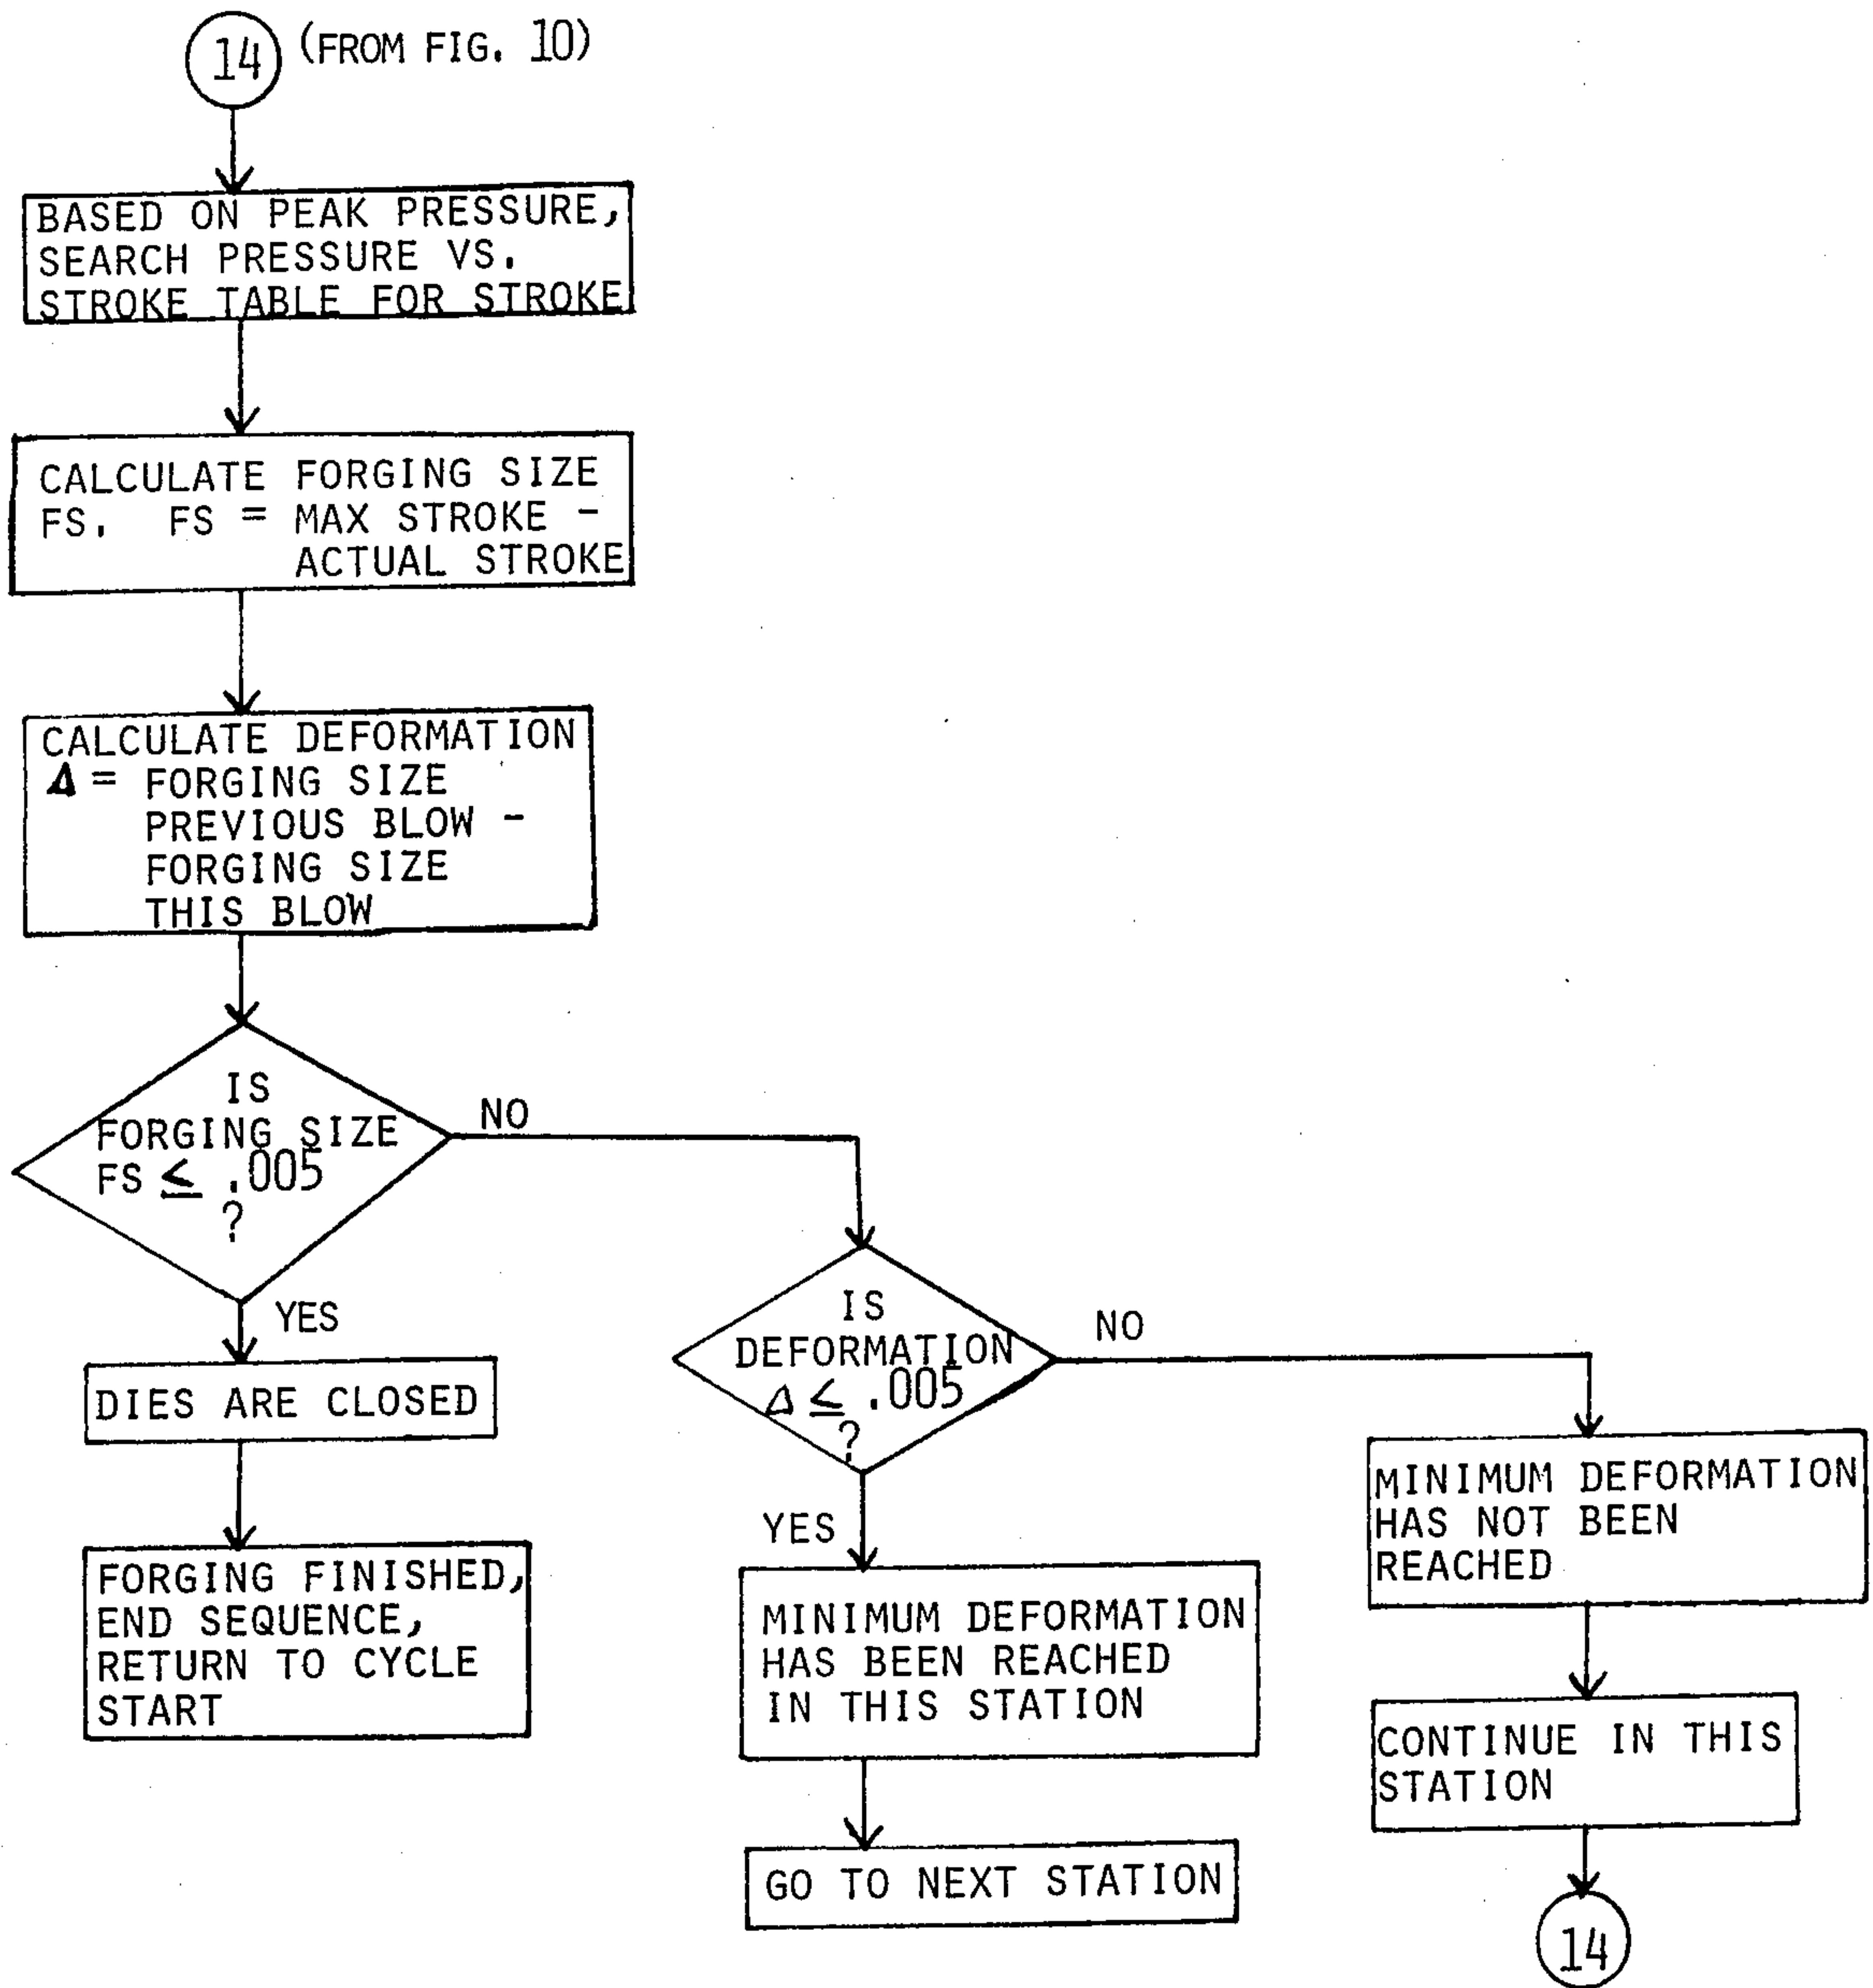 14 (FROM FIG. 10)
BASED ON PEAK PRESSURE,
SEARCH PRESSURE VS.
STROKE TABLE FOR STROKE
CALCULATE FORGING SIZE
FS. FS = MAX STROKE -
ACTUAL STROKE
CALCULATE DEFORMATION
Δ = FORGING SIZE
PREVIOUS BLOW -
FORGING SIZE
THIS BLOW
IS
FORGING SIZE
FS ≤ .005
?
NO
YES
DIES ARE CLOSED
FORGING FINISHED,
END SEQUENCE,
RETURN TO CYCLE
START
IS
DEFORMATION
Δ ≤ .005
?
NO
YES
MINIMUM DEFORMATION
HAS BEEN REACHED
IN THIS STATION
GO TO NEXT STATION
MINIMUM DEFORMATION
HAS NOT BEEN
REACHED
CONTINUE IN THIS
STATION
14